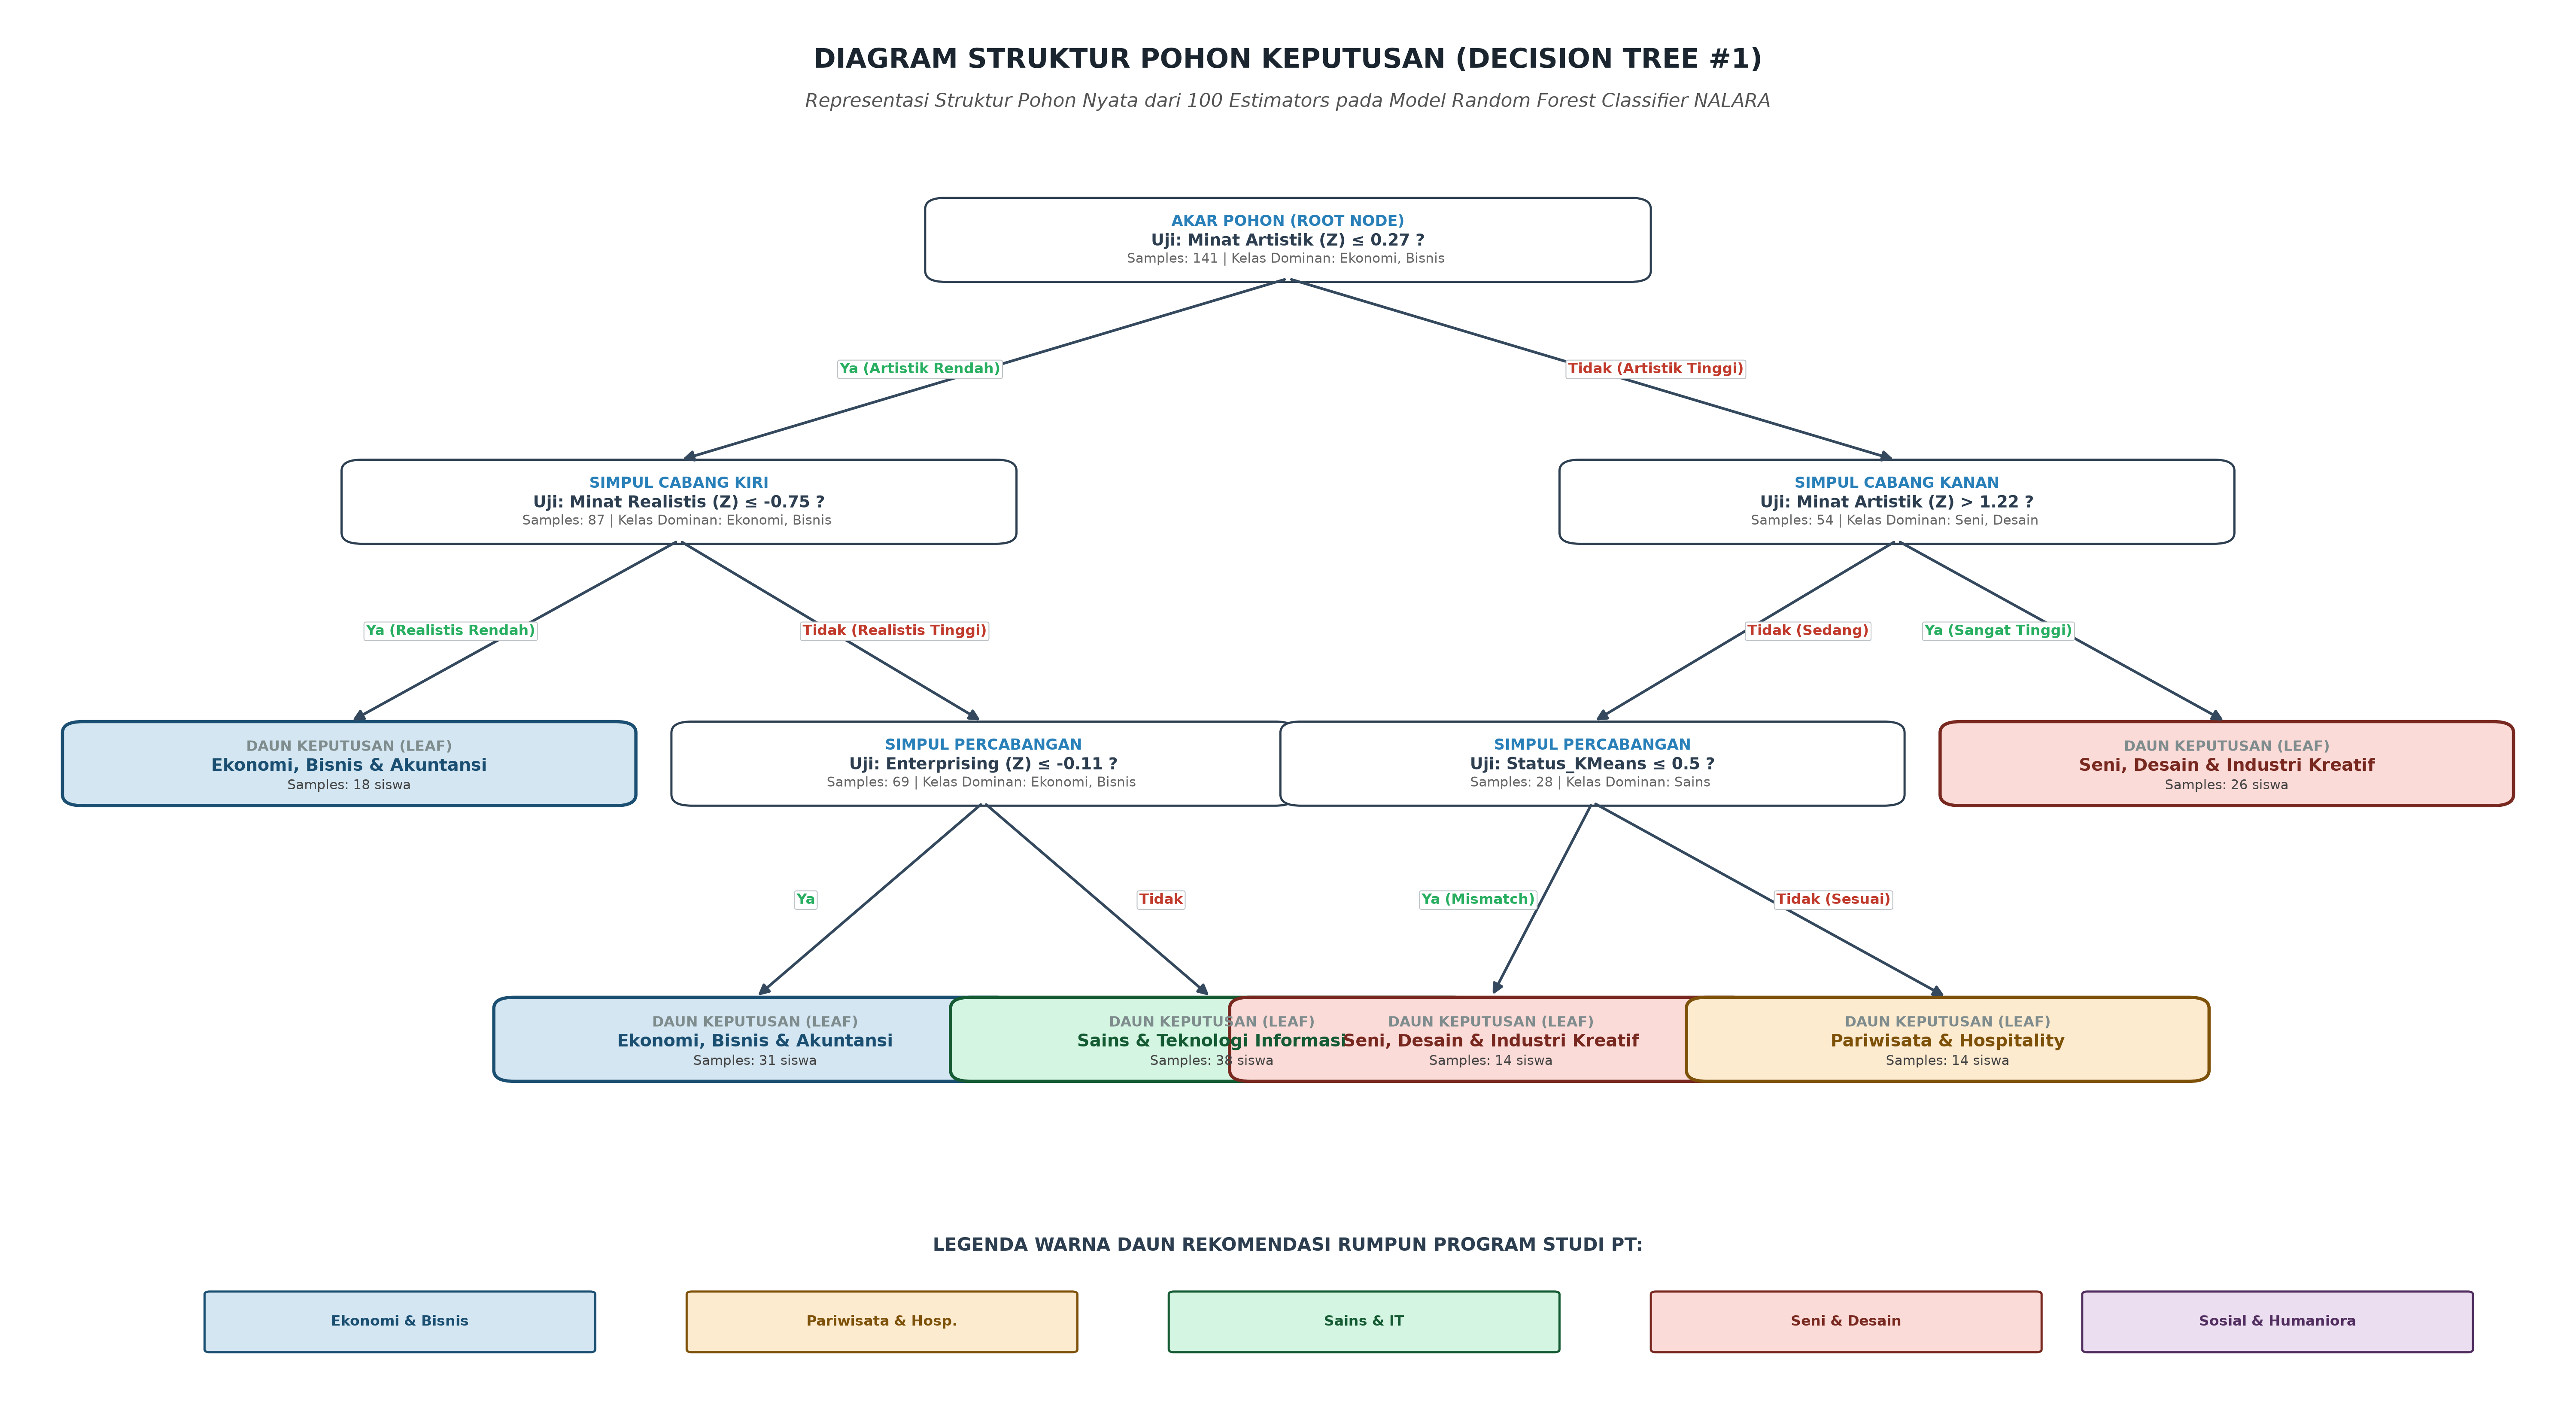 DIAGRAM STRUKTUR POHON KEPUTUSAN (DECISION TREE #1)
Representasi Struktur Pohon Nyata dari 100 Estimators pada Model Random Forest Classifier NALARA
AKAR POHON (ROOT NODE)
Uji: Minat Artistik (Z) ≤ 0.27 ?
Samples: 141 | Kelas Dominan: Ekonomi, Bisnis
Ya (Artistik Rendah)
Tidak (Artistik Tinggi)
SIMPUL CABANG KIRI
Uji: Minat Realistis (Z) ≤ -0.75 ?
Samples: 87 | Kelas Dominan: Ekonomi, Bisnis
SIMPUL CABANG KANAN
Uji: Minat Artistik (Z) > 1.22 ?
Samples: 54 | Kelas Dominan: Seni, Desain
Ya (Realistis Rendah)
Tidak (Realistis Tinggi)
Tidak (Sedang)
Ya (Sangat Tinggi)
DAUN KEPUTUSAN (LEAF)
Ekonomi, Bisnis & Akuntansi
Samples: 18 siswa
SIMPUL PERCABANGAN
Uji: Enterprising (Z) ≤ -0.11 ?
Samples: 69 | Kelas Dominan: Ekonomi, Bisnis
SIMPUL PERCABANGAN
Uji: Status_KMeans ≤ 0.5 ?
Samples: 28 | Kelas Dominan: Sains
DAUN KEPUTUSAN (LEAF)
Seni, Desain & Industri Kreatif
Samples: 26 siswa
Ya
Tidak
Ya (Mismatch)
Tidak (Sesuai)
DAUN KEPUTUSAN (LEAF)
Ekonomi, Bisnis & Akuntansi
Samples: 31 siswa
DAUN KEPUTUSAN (LEAF)
Sains & Teknologi Informasi
Samples: 38 siswa
DAUN KEPUTUSAN (LEAF)
Seni, Desain & Industri Kreatif
Samples: 14 siswa
DAUN KEPUTUSAN (LEAF)
Pariwisata & Hospitality
Samples: 14 siswa
LEGENDA WARNA DAUN REKOMENDASI RUMPUN PROGRAM STUDI PT:
Ekonomi & Bisnis
Pariwisata & Hosp.
Sains & IT
Seni & Desain
Sosial & Humaniora